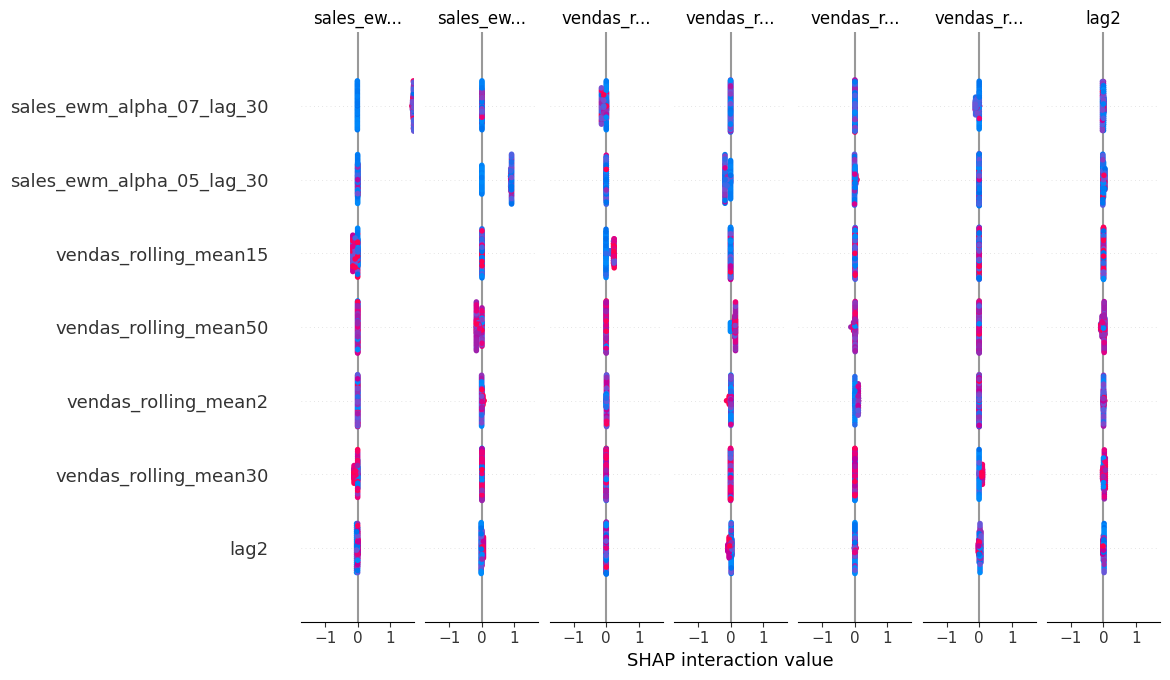 sales_ew... sales_ew... vendas_r... vendas_r... vendas_r... vendas_r... lag2
sales_ewm_alpha_07_lag_30
sales_ewm_alpha_05_lag_30
vendas_rolling_mean15
vendas_rolling_mean50
vendas_rolling_mean2
vendas_rolling_mean30
lag2
−1 0 1 −1 0 1 −1 0 1 −1 0 1 −1 0 1 −1 0 1 −1 0 1
SHAP interaction value